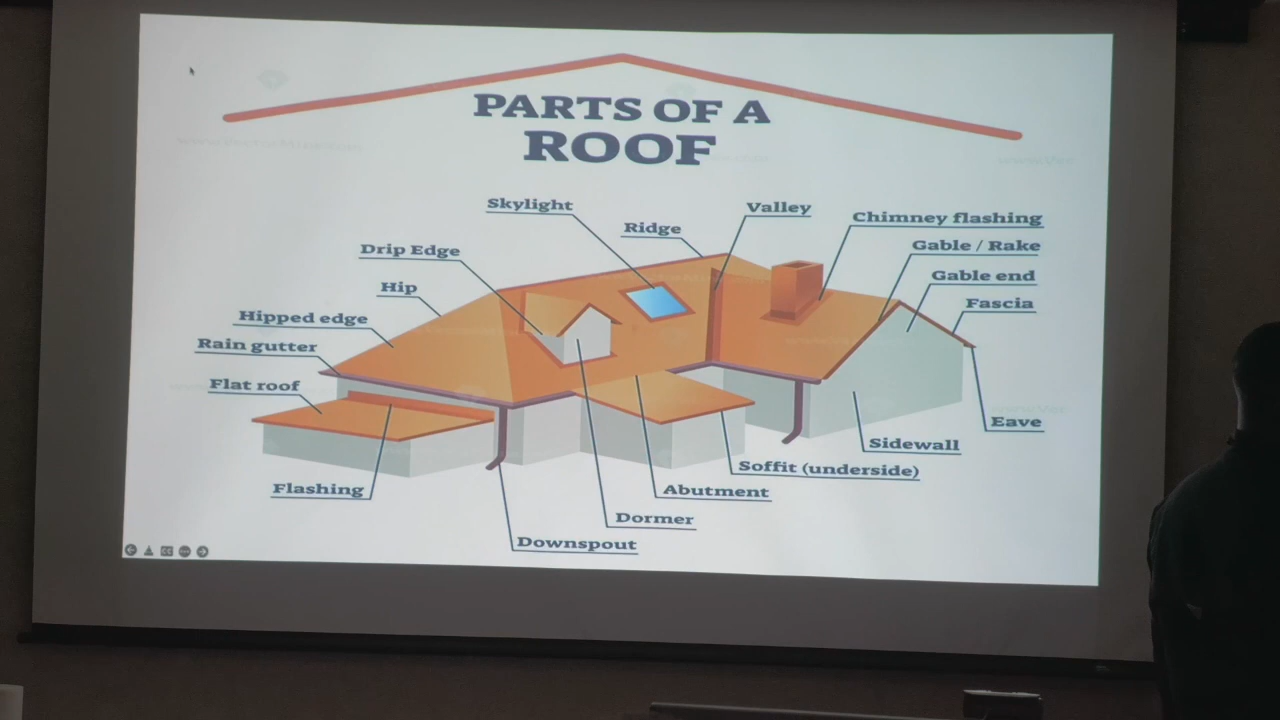 PARTS OF A
ROOF
Skylight
Valley
Ridge
Chimney flashing
Drip Edge
Gable / Rake
Hip
Gable end
Hipped edge
Fascia
Rain gutter
Flat roof
Eave
Sidewall
Soffit (underside)
Flashing
Abutment
Dormer
Downspout